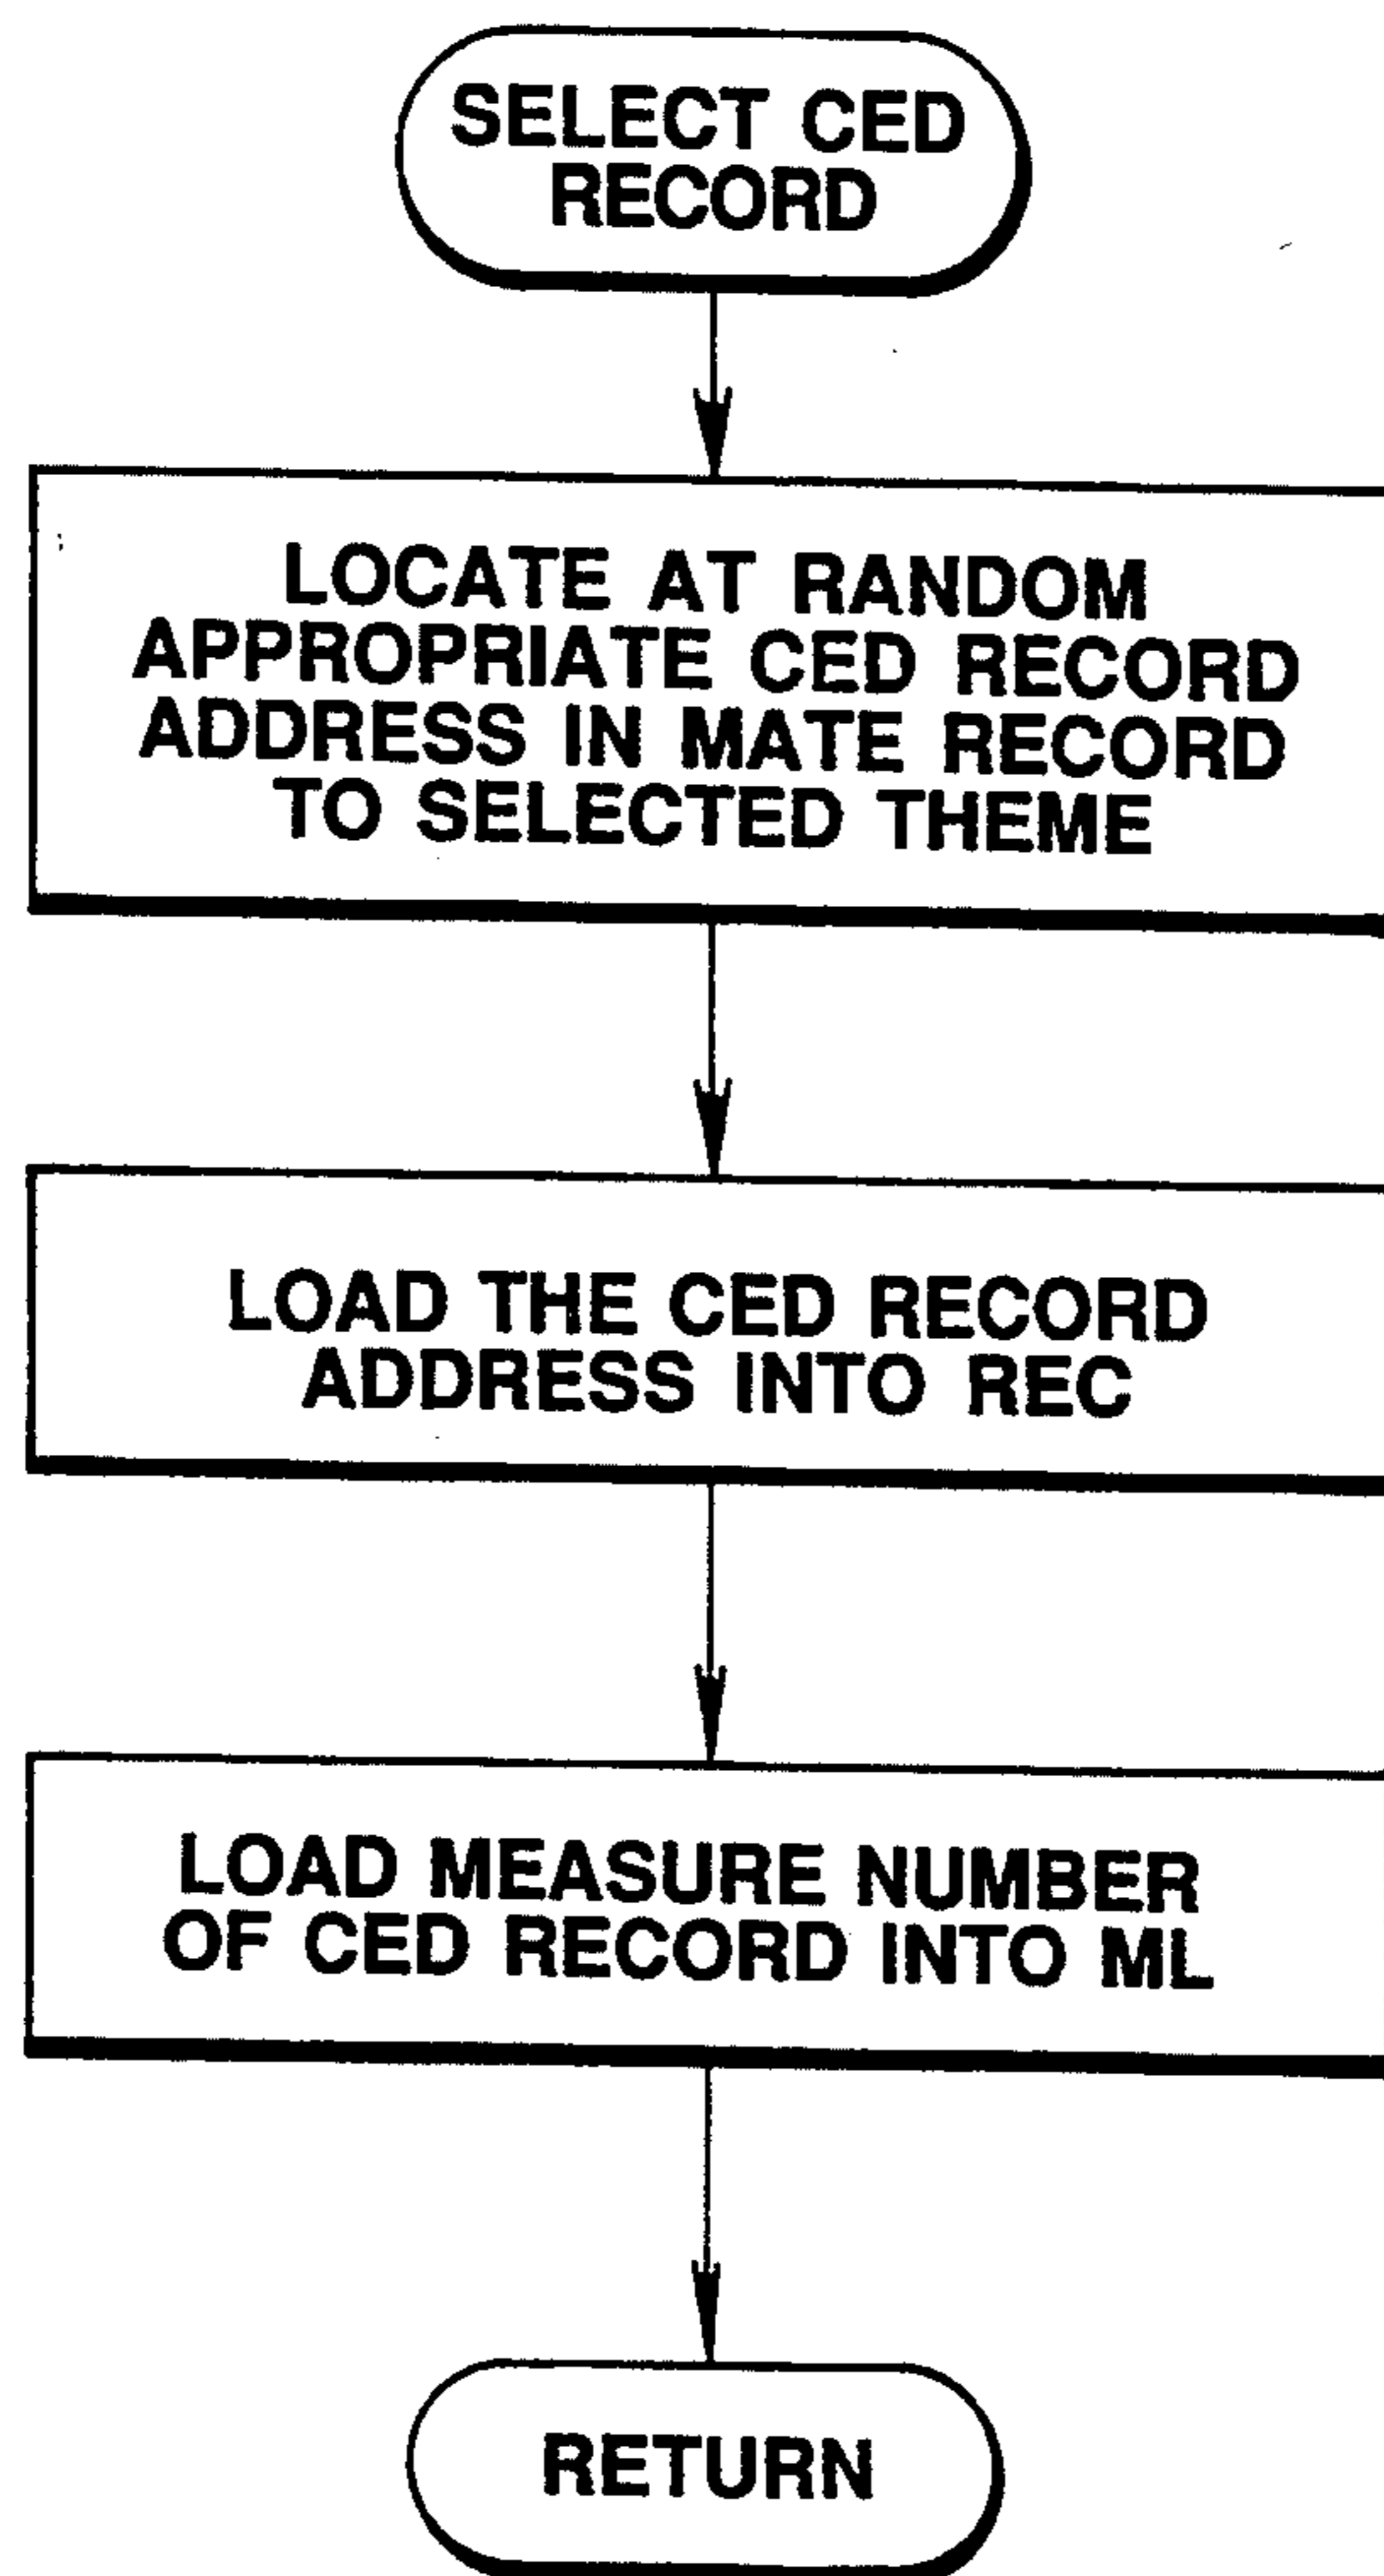 SELECT CED
RECORD
LOCATE AT RANDOM
APPROPRIATE CED RECORD
ADDRESS IN MATE RECORD
TO SELECTED THEME
LOAD THE CED RECORD
ADDRESS INTO REC
LOAD MEASURE NUMBER
OF CED RECORD INTO ML
RETURN